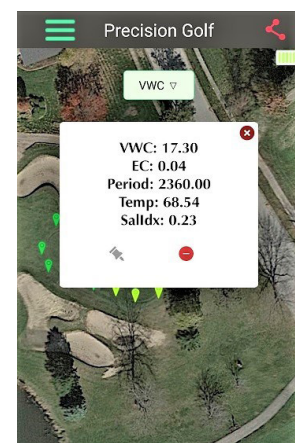 Precision Golf
VWC ▽
VWC: 17.30
EC: 0.04
Period: 2360.00
Temp: 68.54
SalIdx: 0.23